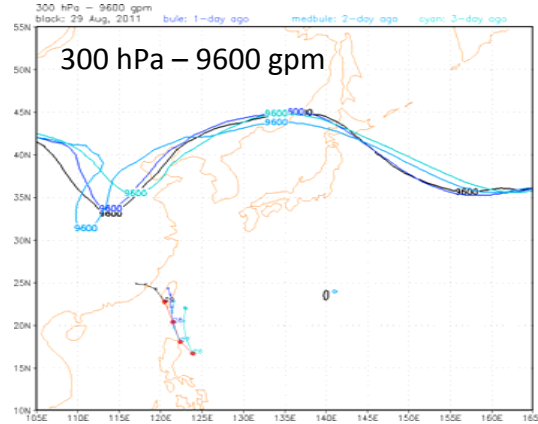 300 hPa – 9600 gpm
black: 29 Aug, 2011 bule: 1-day ago medbule: 2-day ago cyan: 3-day ago
300 hPa – 9600 gpm
55N
50N
45N
40N
35N
30N
25N
20N
15N
10N
9600
9600
9600
9600
9600
9600
9600
0
105E 110E 115E 120E 125E 130E 135E 140E 145E 150E 155E 160E 165E